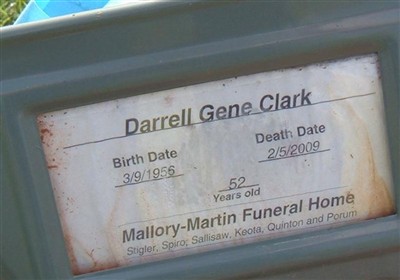 Darrell Gene Clark
Birth Date Death Date
3/9/1956 2/5/2009
52
Years old
Mallory-Martin Funeral Home
Stigler, Spiro, Sallisaw, Keota, Quinton and Porum